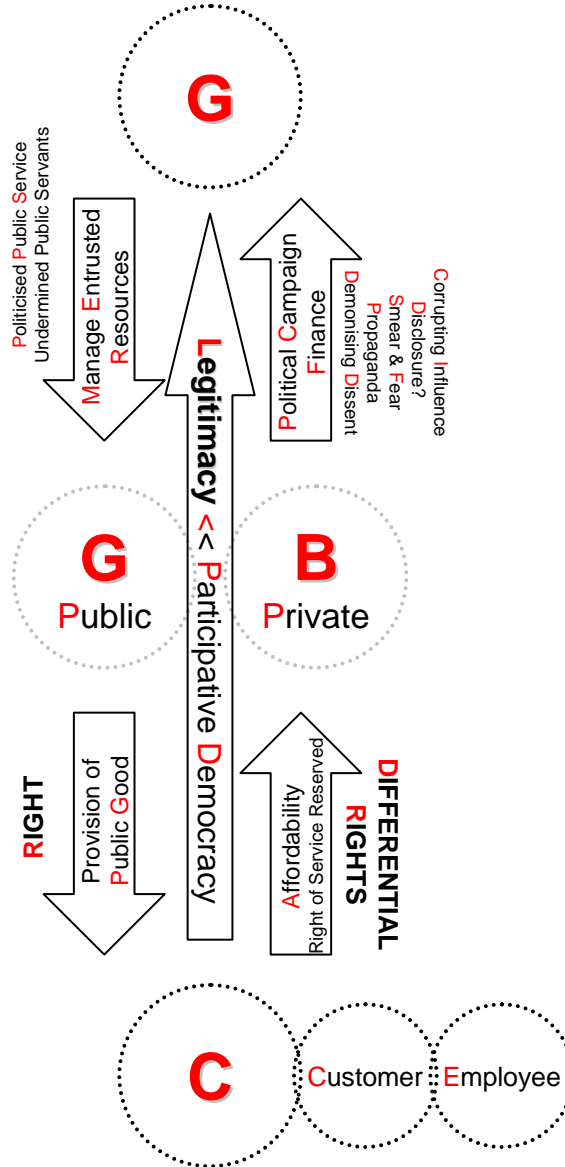 G
Politicised Public Service
Undermined Public Servants
Manage Entrusted
Resources
Legitimacy << Participative Democracy
Political Campaign
Finance
Demonising Dissent
Propaganda
Smear & Fear
Disclosure?
Corrupting Influence
G
Public
B
Private
RIGHT
Provision of
Public Good
Affordability
Right of Service Reserved
RIGHTS
DIFFERENTIAL
C
Customer
Employee